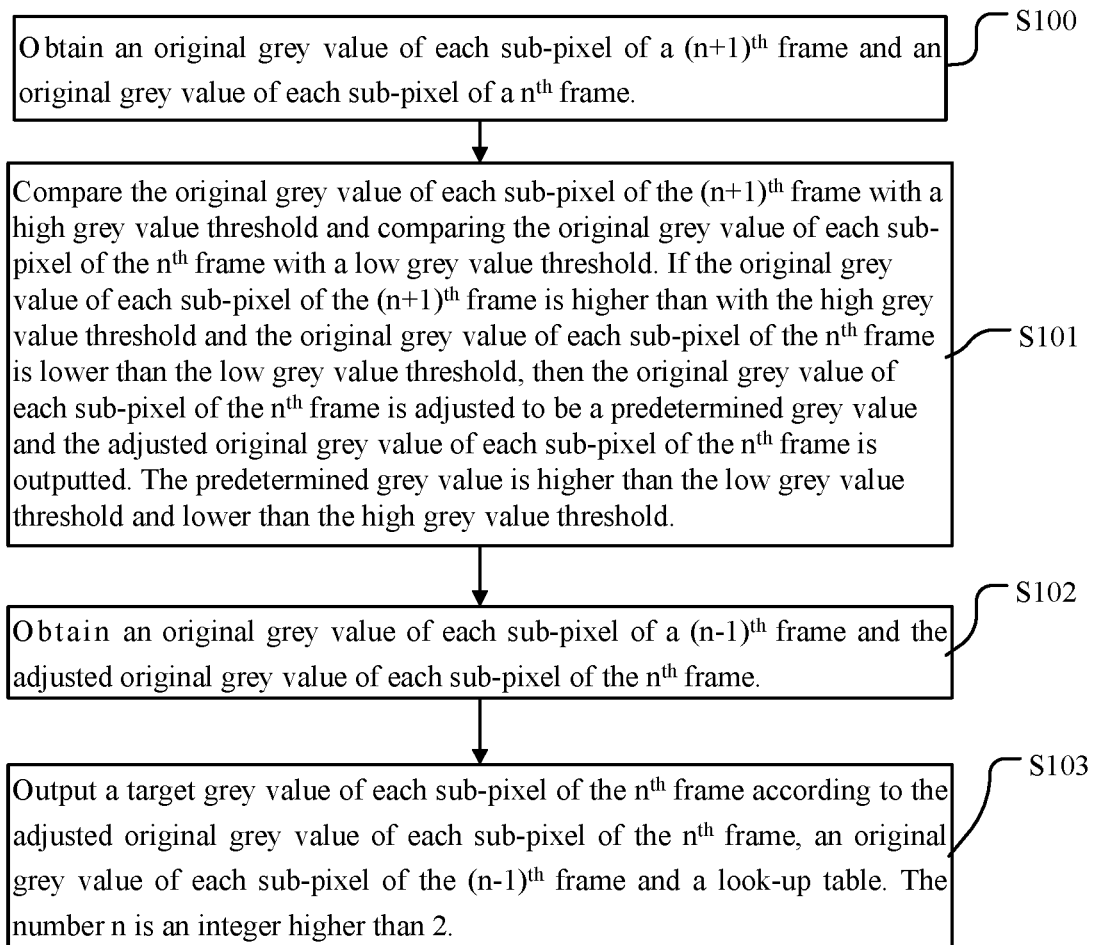 S100
Obtain an original grey value of each sub-pixel of a (n+1)th frame and an
original grey value of each sub-pixel of a nth frame.
Compare the original grey value of each sub-pixel of the (n+1)th frame with a
high grey value threshold and comparing the original grey value of each sub-
pixel of the nth frame with a low grey value threshold. If the original grey
value of each sub-pixel of the (n+1)th frame is higher than with the high grey
value threshold and the original grey value of each sub-pixel of the nth frame
is lower than the low grey value threshold, then the original grey value of
each sub-pixel of the nth frame is adjusted to be a predetermined grey value
and the adjusted original grey value of each sub-pixel of the nth frame is
outputted. The predetermined grey value is higher than the low grey value
threshold and lower than the high grey value threshold.
S101
S102
Obtain an original grey value of each sub-pixel of a (n-1)th frame and the
adjusted original grey value of each sub-pixel of the nth frame.
S103
Output a target grey value of each sub-pixel of the nth frame according to the
adjusted original grey value of each sub-pixel of the nth frame, an original
grey value of each sub-pixel of the (n-1)th frame and a look-up table. The
number n is an integer higher than 2.